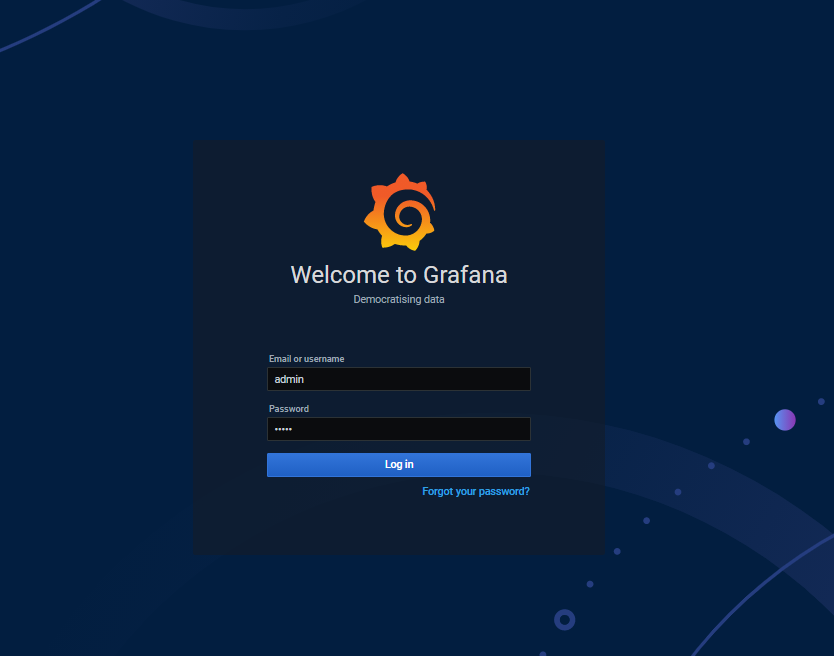 Welcome to Grafana
Democratising data
Email or username
admin
Password
•••••
Log in
Forgot your password?